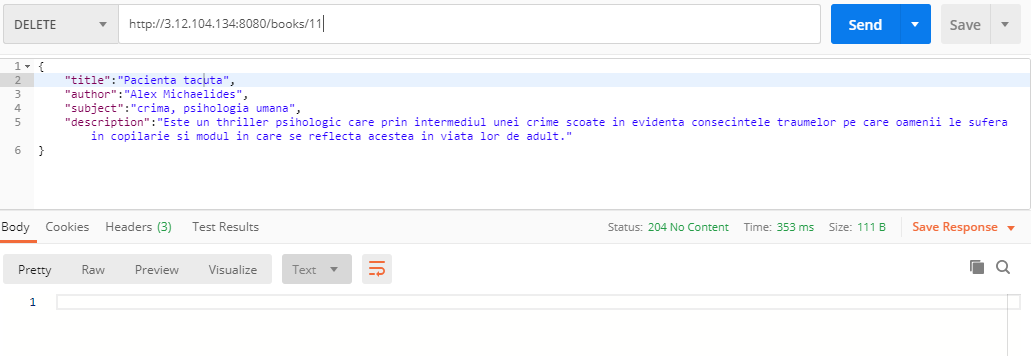 DELETE http://3.12.104.134:8080/books/11 Send Save
1 {
2 "title":"Pacienta tacuta",
3 "author":"Alex Michaelides",
4 "subject":"crima, psihologia umana",
5 "description":"Este un thriller psihologic care prin intermediul unei crime scoate in evidenta consecintele traumelor pe care oamenii le sufera
in copilarie si modul in care se reflecta acestea in viata lor de adult."
6 }
Body Cookies Headers (3) Test Results Status: 204 No Content Time: 353 ms Size: 111 B Save Response
Pretty Raw Preview Visualize Text
1